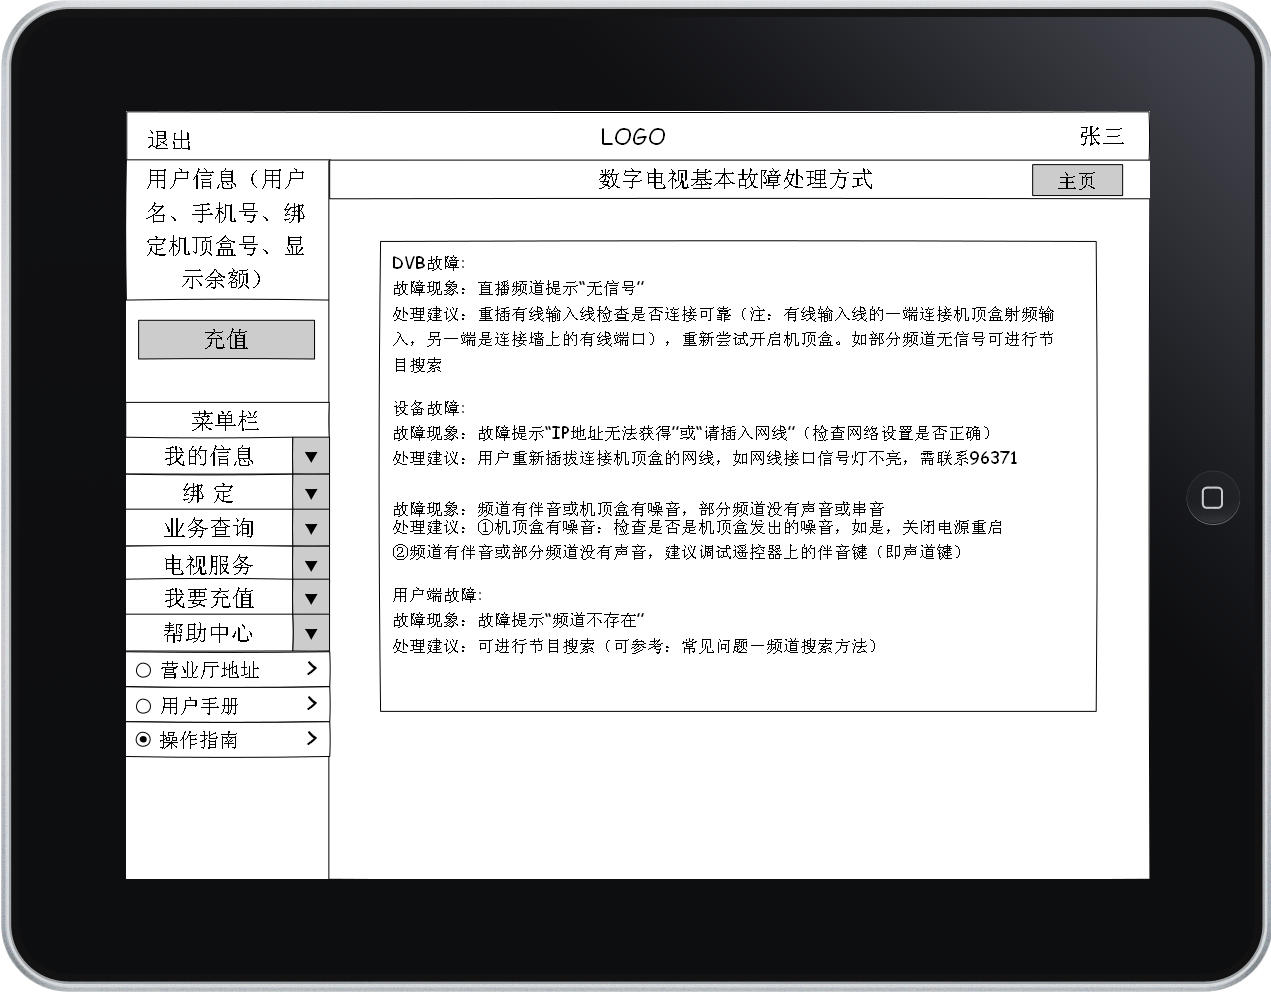 退出
LOGO
张三
用户信息（用户
名、手机号、绑
定机顶盒号、显
示余额）
充值
菜单栏
我的信息
绑 定
业务查询
电视服务
我要充值
帮助中心
营业厅地址
用户手册
操作指南
数字电视基本故障处理方式
主页
DVB故障:
故障现象：直播频道提示“无信号”
处理建议：重插有线输入线检查是否连接可靠（注：有线输入线的一端连接机顶盒射频输
入，另一端是连接墙上的有线端口），重新尝试开启机顶盒。如部分频道无信号可进行节
目搜索
设备故障:
故障现象：故障提示“IP地址无法获得”或“请插入网线”（检查网络设置是否正确）
处理建议：用户重新插拔连接机顶盒的网线，如网线接口信号灯不亮，需联系96371
故障现象：频道有伴音或机顶盒有噪音，部分频道没有声音或串音
处理建议：①机顶盒有噪音：检查是否是机顶盒发出的噪音，如是，关闭电源重启
②频道有伴音或部分频道没有声音，建议调试遥控器上的伴音键（即声道键）
用户端故障:
故障现象：故障提示“频道不存在”
处理建议：可进行节目搜索（可参考：常见问题—频道搜索方法）